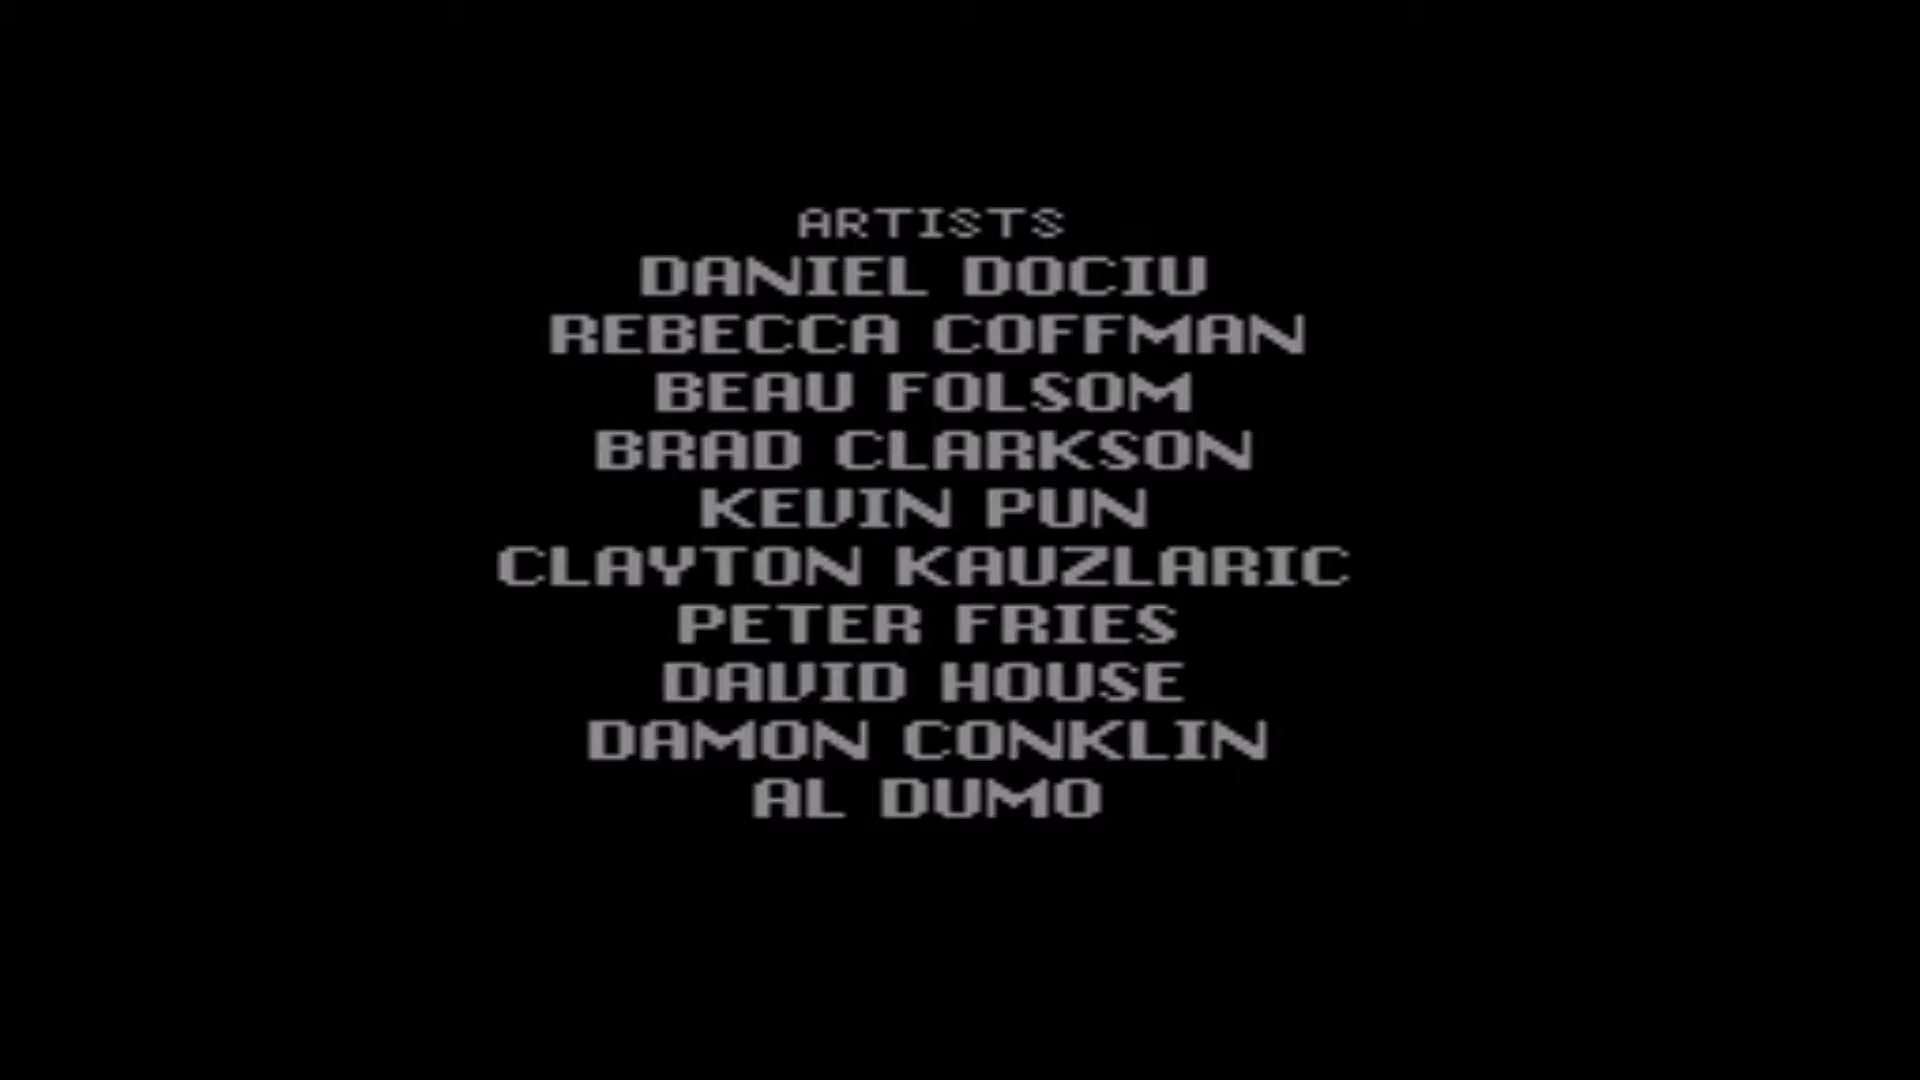 ARTISTS
DANIEL DOCIU
REBECCA COFFMAN
BEAU FOLSOM
BRAD CLARKSON
KEVIN PUN
CLAYTON KAUZLARIC
PETER FRIES
DAVID HOUSE
DAMON CONKLIN
AL DUMO